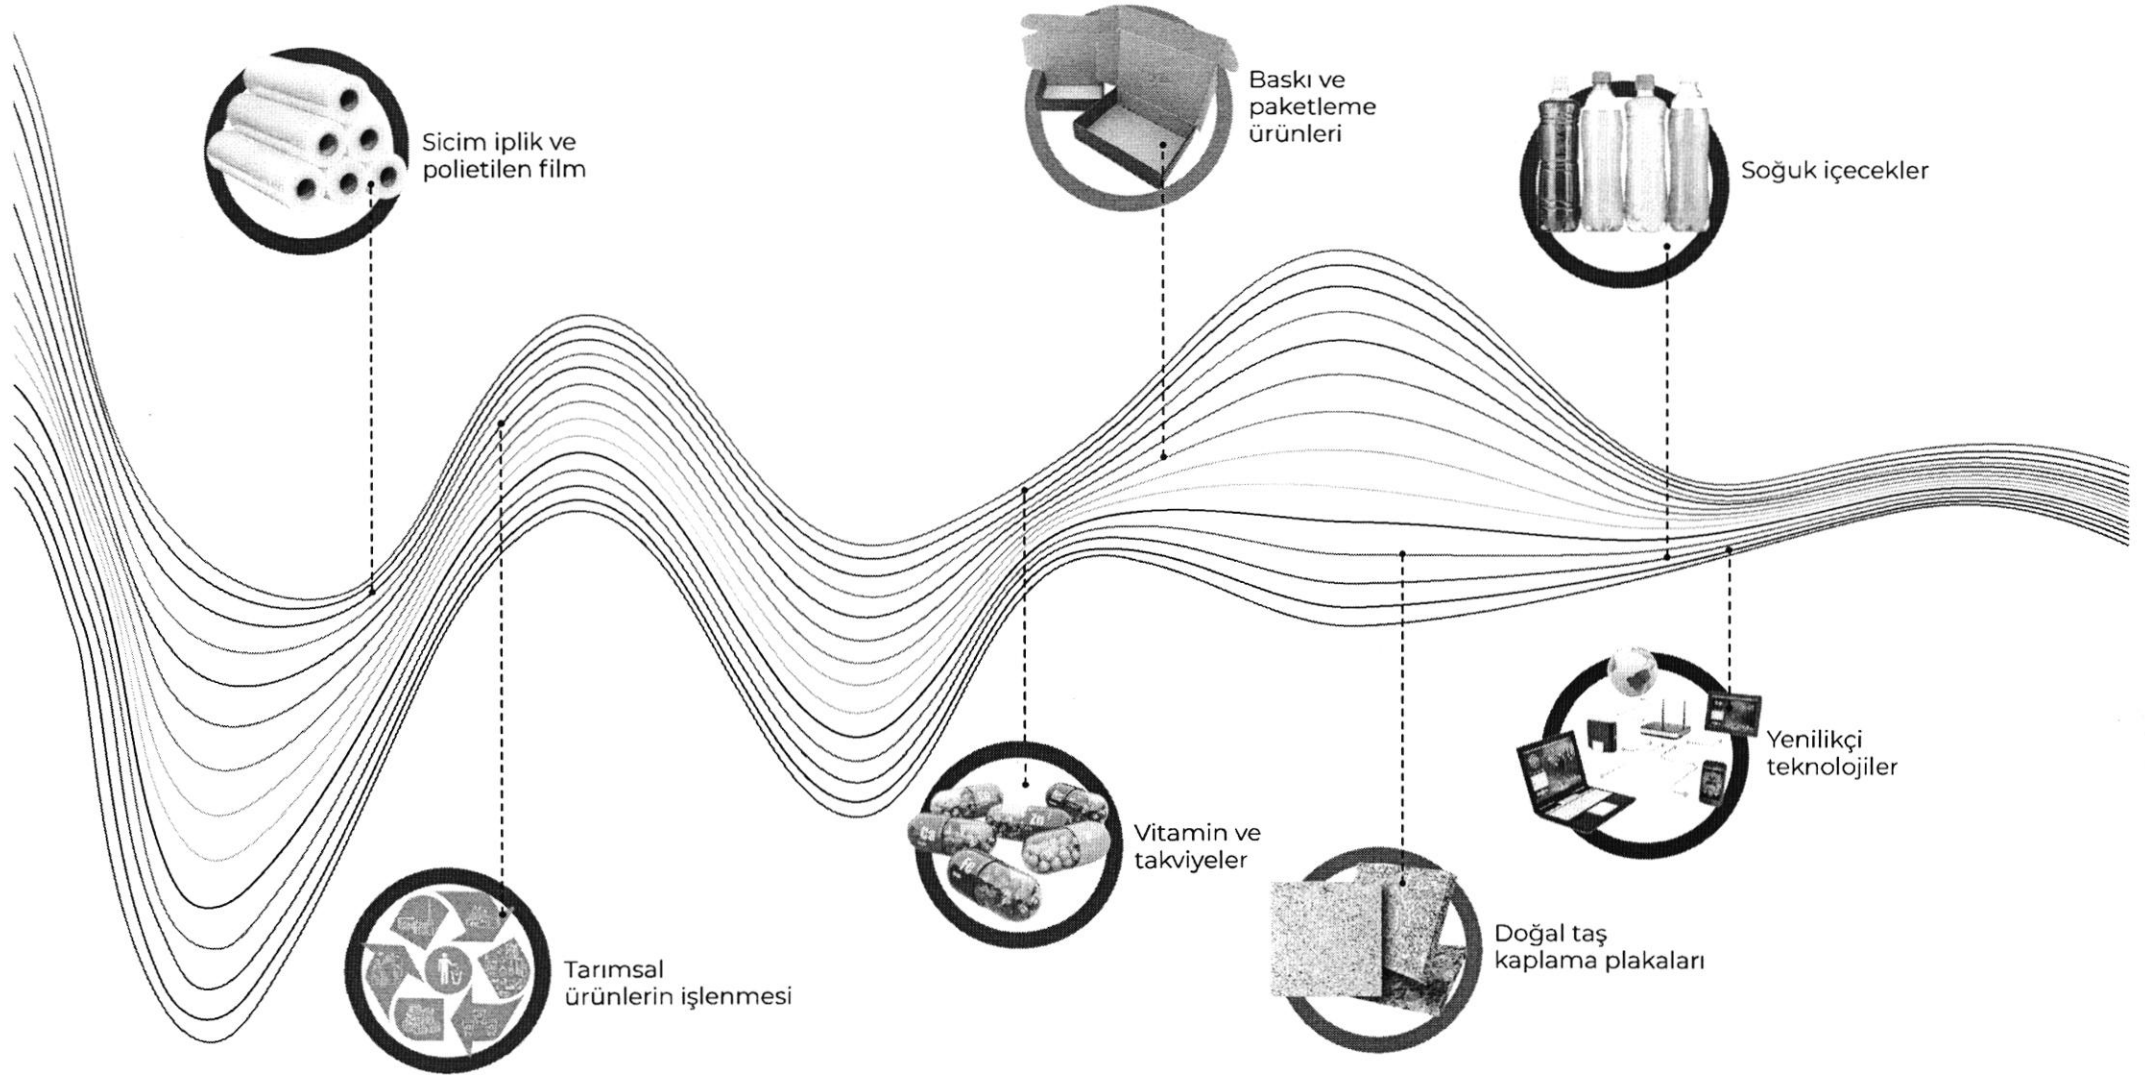 Sicim iplik ve
polietilen film
Baskı ve
paketleme
ürünleri
Soğuk içecekler
Tarımsal
ürünlerin işlenmesi
Vitamin ve
takviyeler
Doğal taş
kaplama plakaları
Yenilikçi
teknolojiler
Zn